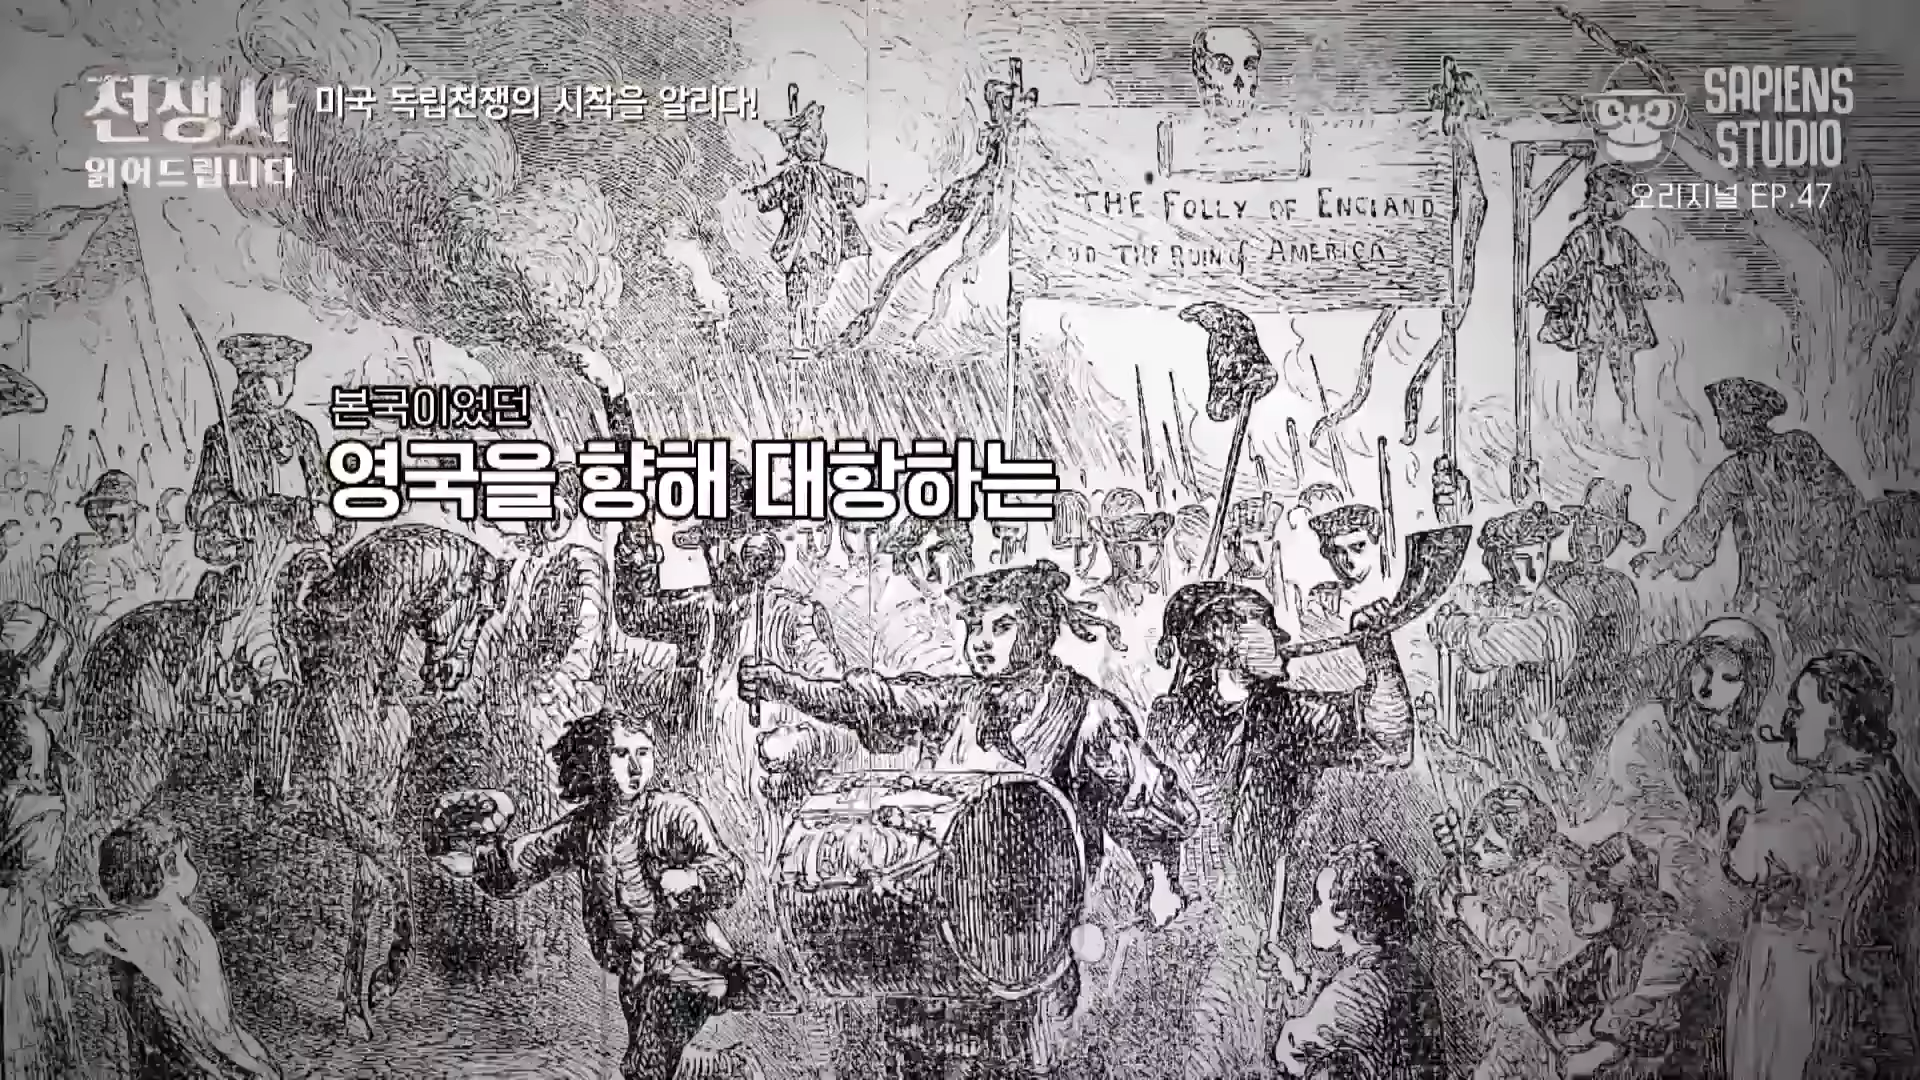 전쟁사
읽어드립니다
미국 독립전쟁의 시작을 알리다!
SAPIENS
STUDIO
오리지널 EP.47
THE FOLLY OF ENGLAND
AND THE RUIN of AMERICA
본국이었던
영국을 향해 대항하는